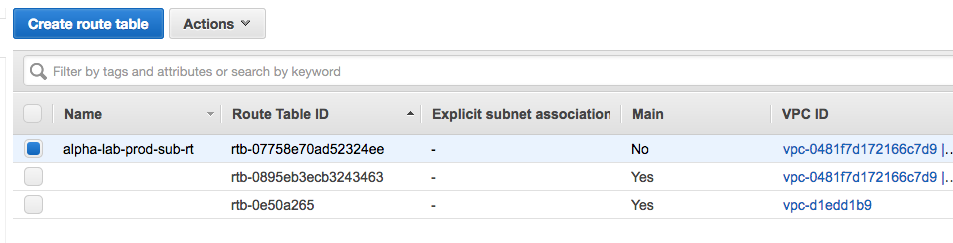 Create route table Actions
Filter by tags and attributes or search by keyword
Name Route Table ID Explicit subnet association Main VPC ID
alpha-lab-prod-sub-rt rtb-07758e70ad52324ee - No vpc-0481f7d172166c7d9 |...
rtb-0895eb3ecb3243463 - Yes vpc-0481f7d172166c7d9 |...
rtb-0e50a265 - Yes vpc-d1edd1b9